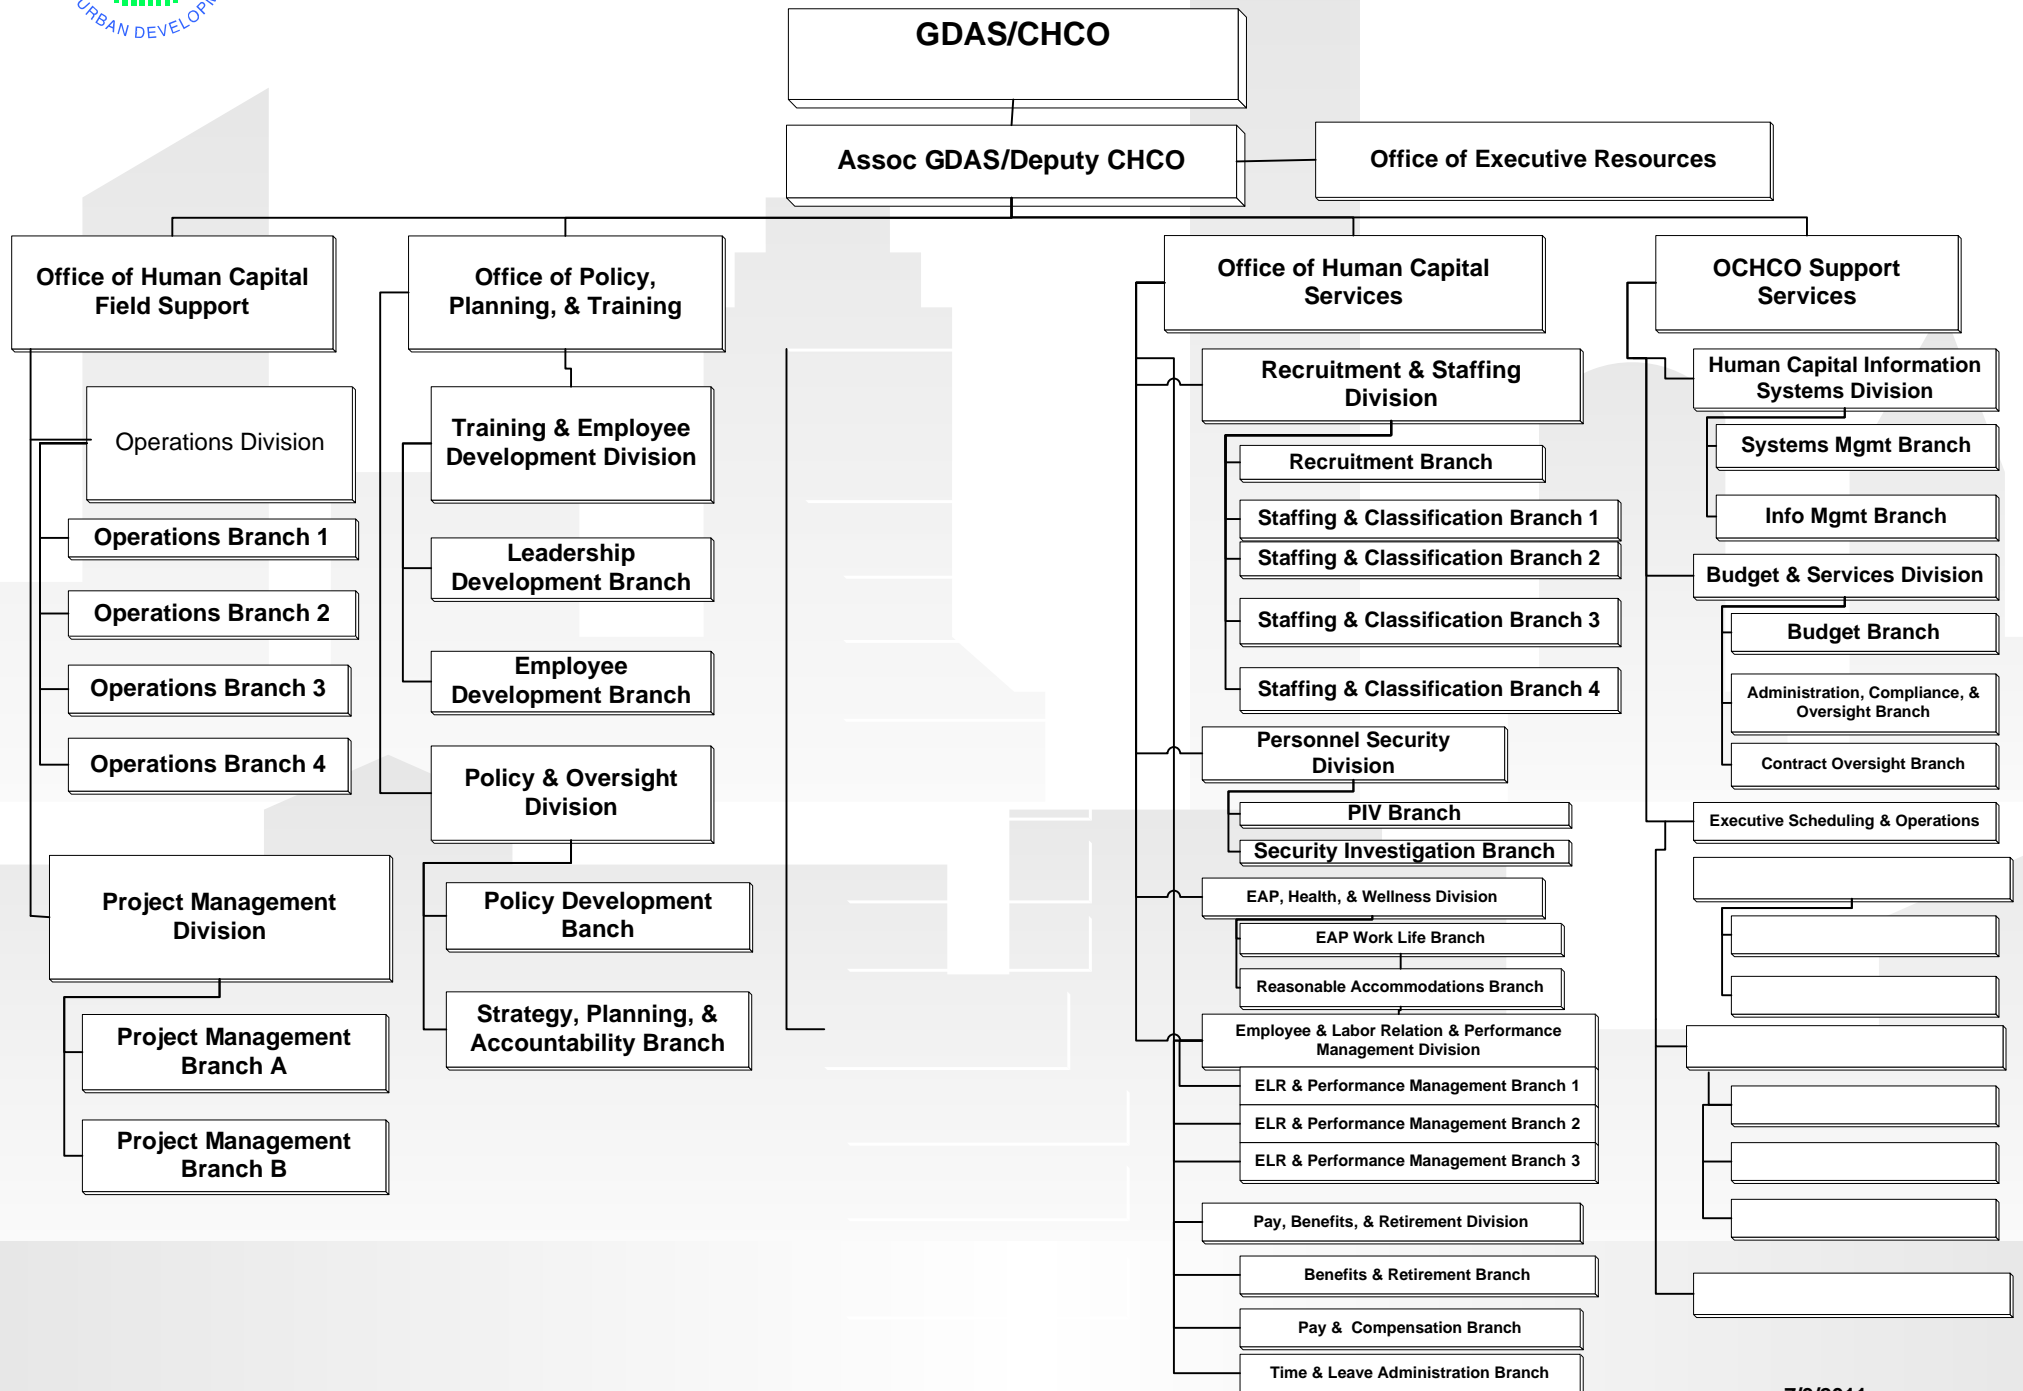 URBAN DEVELOPM
GDAS/CHCO
Assoc GDAS/Deputy CHCO
Office of Executive Resources
Office of Human Capital
Field Support
Operations Division
Operations Branch 1
Operations Branch 2
Operations Branch 3
Operations Branch 4
Project Management
Division
Project Management
Branch A
Project Management
Branch B
Office of Policy,
Planning, & Training
Training & Employee
Development Division
Leadership
Development Branch
Employee
Development Branch
Policy & Oversight
Division
Policy Development
Banch
Strategy, Planning, &
Accountability Branch
Office of Human Capital
Services
Recruitment & Staffing
Division
Recruitment Branch
Staffing & Classification Branch 1
Staffing & Classification Branch 2
Staffing & Classification Branch 3
Staffing & Classification Branch 4
Personnel Security
Division
PIV Branch
Security Investigation Branch
EAP, Health, & Wellness Division
EAP Work Life Branch
Reasonable Accommodations Branch
Employee & Labor Relation & Performance
Management Division
ELR & Performance Management Branch 1
ELR & Performance Management Branch 2
ELR & Performance Management Branch 3
Pay, Benefits, & Retirement Division
Benefits & Retirement Branch
Pay & Compensation Branch
Time & Leave Administration Branch
OCHCO Support
Services
Human Capital Information
Systems Division
Systems Mgmt Branch
Info Mgmt Branch
Budget & Services Division
Budget Branch
Administration, Compliance, &
Oversight Branch
Contract Oversight Branch
Executive Scheduling & Operations